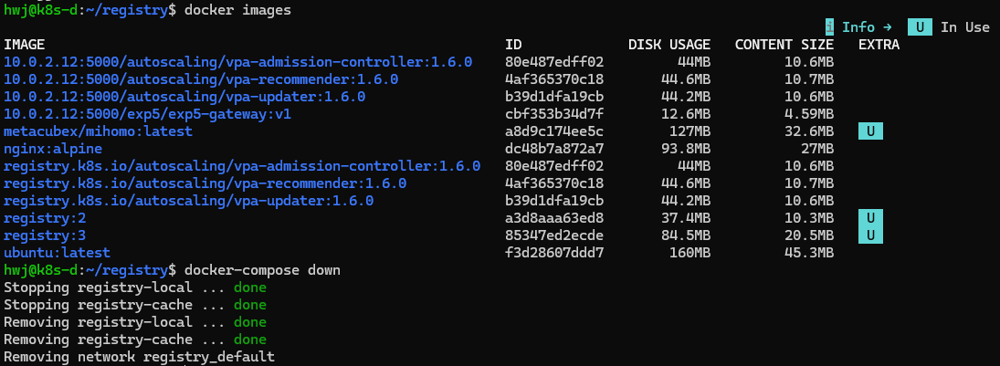 hwj@k8s-d:~/registry$ docker images
i Info → U In Use
IMAGE ID DISK USAGE CONTENT SIZE EXTRA
10.0.2.12:5000/autoscaling/vpa-admission-controller:1.6.0 80e487edff02 44MB 10.6MB
10.0.2.12:5000/autoscaling/vpa-recommender:1.6.0 4af365370c18 44.6MB 10.7MB
10.0.2.12:5000/autoscaling/vpa-updater:1.6.0 b39d1dfa19cb 44.2MB 10.6MB
10.0.2.12:5000/exp5/exp5-gateway:v1 cbf353b34d7f 12.6MB 4.59MB
metacubex/mihomo:latest a8d9c174ee5c 127MB 32.6MB U
nginx:alpine dc48b7a872a7 93.8MB 27MB
registry.k8s.io/autoscaling/vpa-admission-controller:1.6.0 80e487edff02 44MB 10.6MB
registry.k8s.io/autoscaling/vpa-recommender:1.6.0 4af365370c18 44.6MB 10.7MB
registry.k8s.io/autoscaling/vpa-updater:1.6.0 b39d1dfa19cb 44.2MB 10.6MB
registry:2 a3d8aaa63ed8 37.4MB 10.3MB U
registry:3 85347ed2ecde 84.5MB 20.5MB U
ubuntu:latest f3d28607ddd7 160MB 45.3MB
hwj@k8s-d:~/registry$ docker-compose down
Stopping registry-local ... done
Stopping registry-cache ... done
Removing registry-local ... done
Removing registry-cache ... done
Removing network registry_default